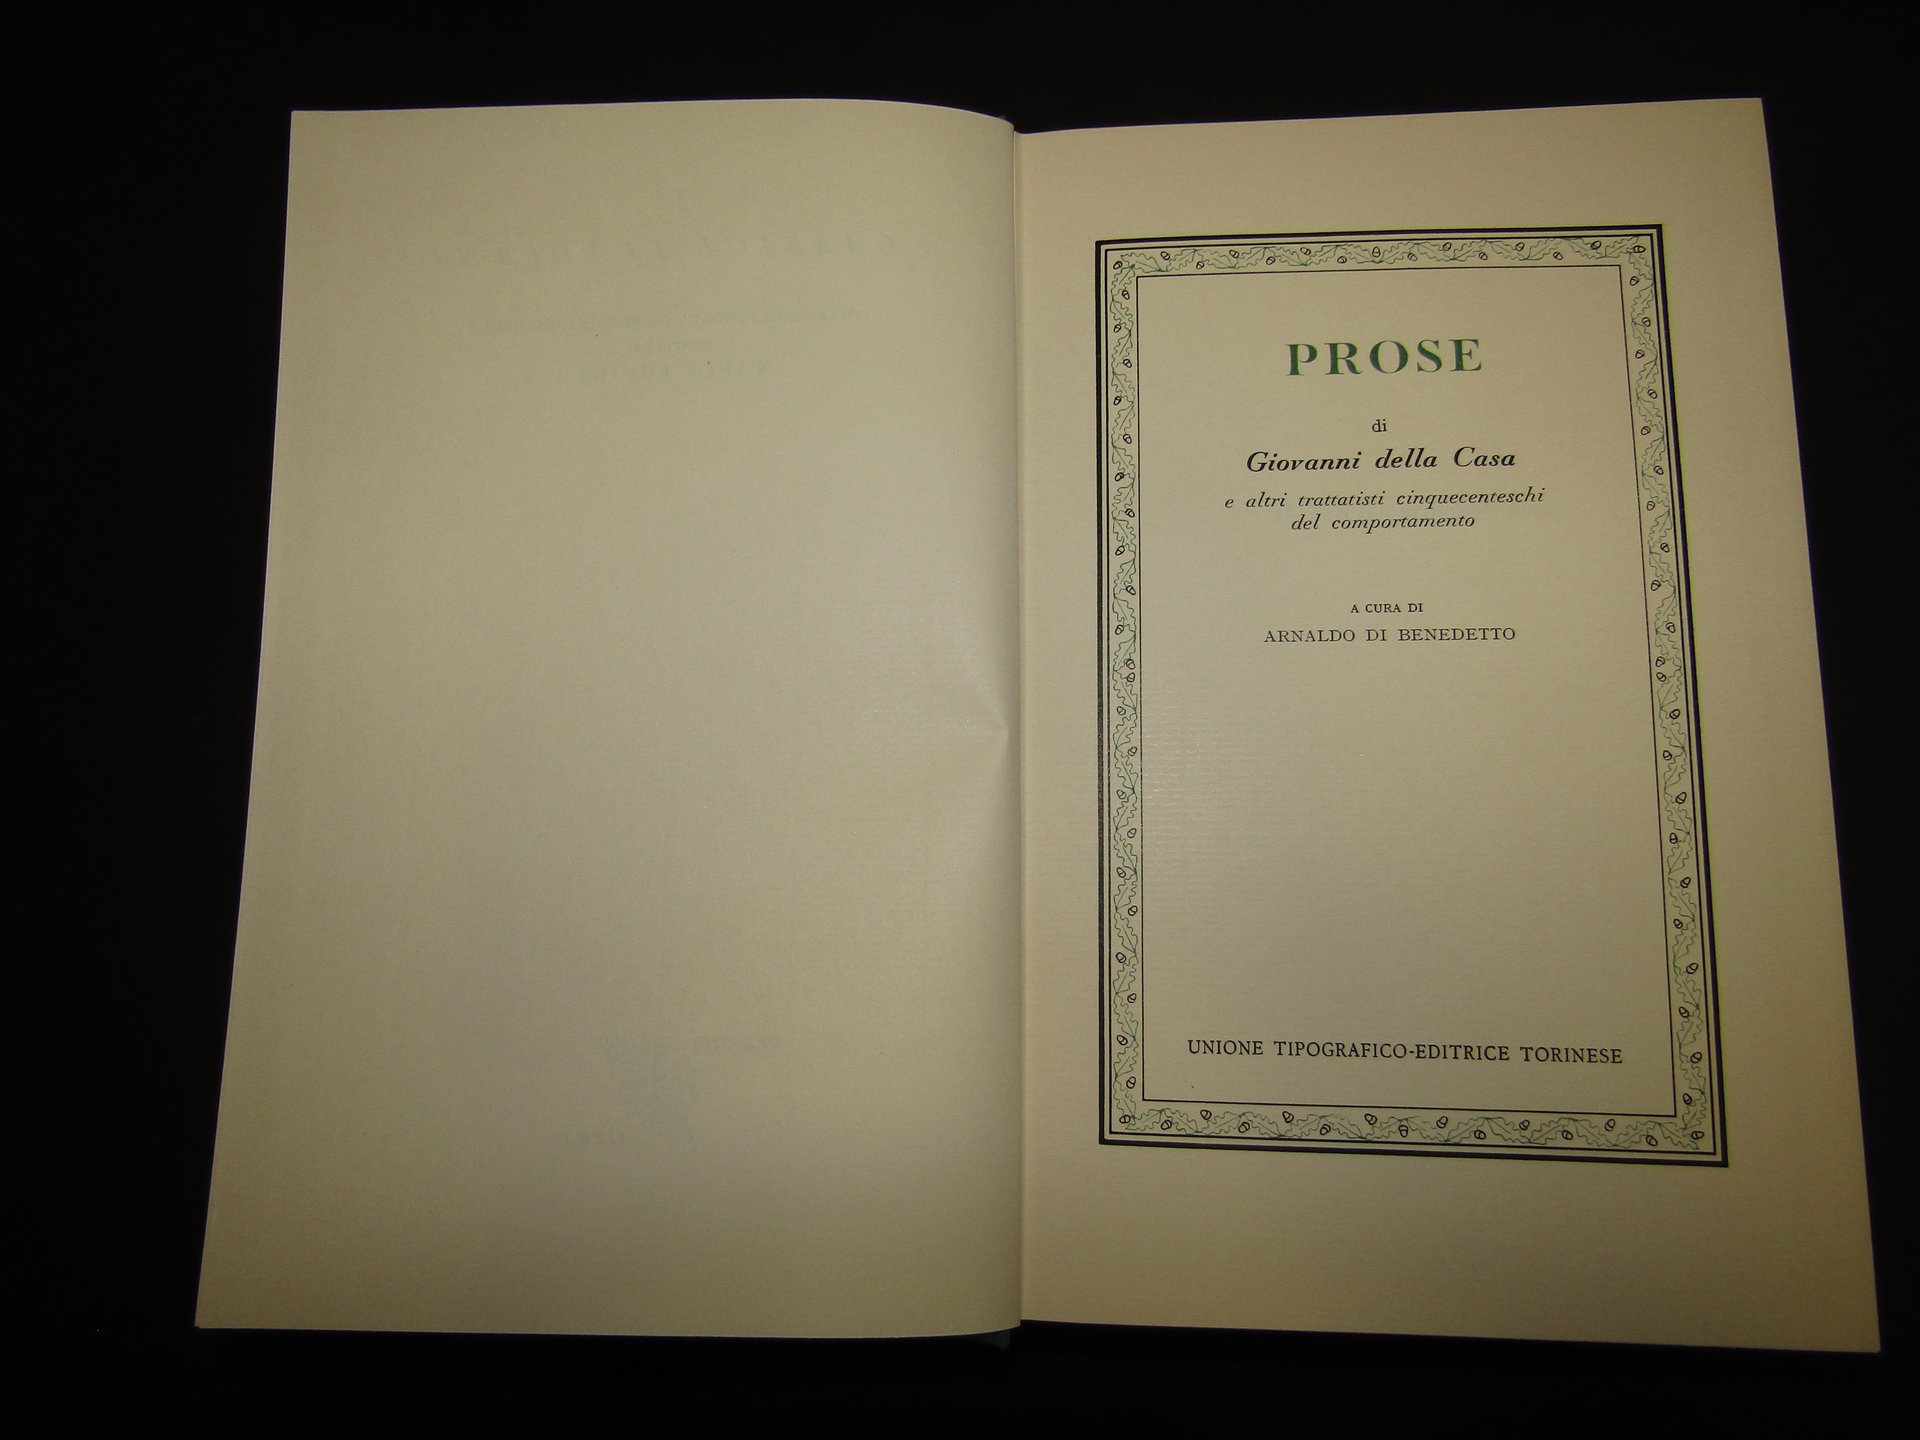 PROSE
di
Giovanni della Casa
e altri trattatisti cinquecenteschi
del comportamento
A CURA DI
ARNALDO DI BENEDETTO
UNIONE TIPOGRAFICO-EDITRICE TORINESE